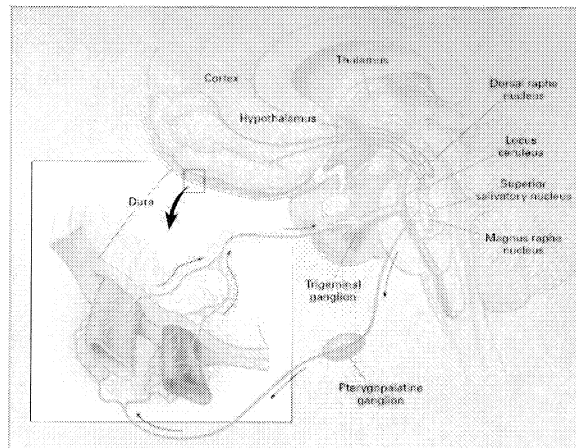 Thalamus
Cortex
Hypothalamus
Dorsal raphe
nucleus
Locus
ceruleus
Superior
salivatory nucleus
Magnus raphe
nucleus
Dura
Trigeminal
ganglion
Pterygopalatine
ganglion